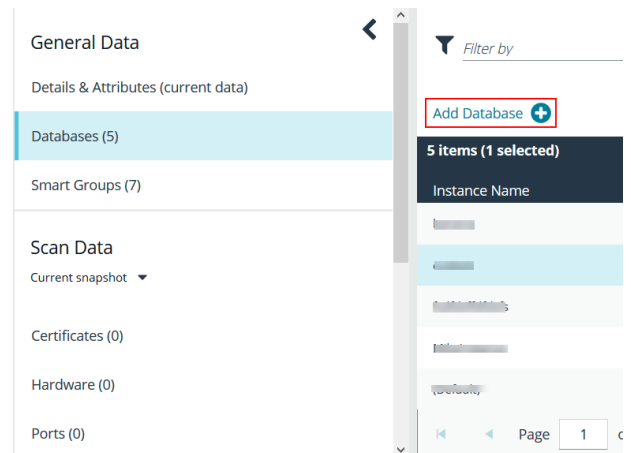 General Data
Details & Attributes (current data)
Databases (5)
Smart Groups (7)
Scan Data
Current snapshot
Certificates (0)
Hardware (0)
Ports (0)
Filter by
Add Database
5 items (1 selected)
Instance Name
Page 1